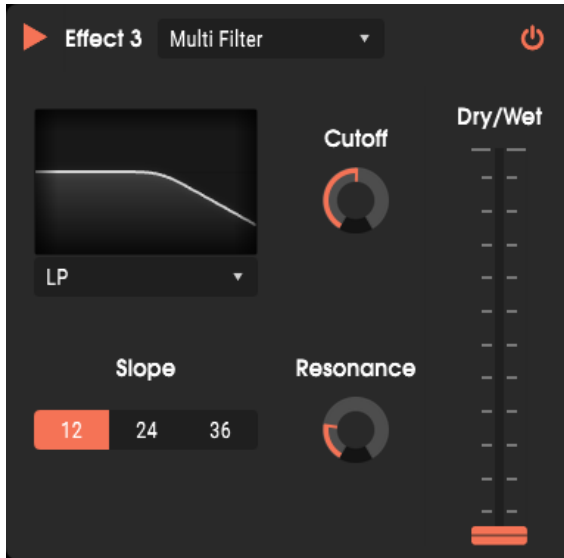 Effect 3 Multi Filter
Dry/Wet
Cutoff
LP
Slope
Resonance
12 24 36